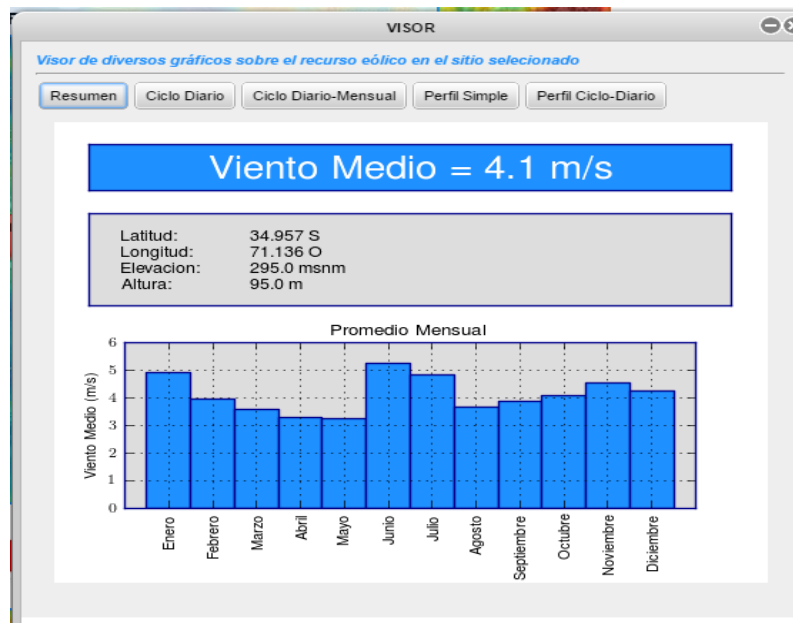 VISOR
Visor de diversos gráficos sobre el recurso eólico en el sitio selecionado
Resumen Ciclo Diario Ciclo Diario-Mensual Perfil Simple Perfil Ciclo-Diario
Viento Medio = 4.1 m/s
Latitud: 34.957 S
Longitud: 71.136 O
Elevacion: 295.0 msnm
Altura: 95.0 m
Promedio Mensual
Viento Medio (m/s)
6
5
4
3
2
1
0
Enero Febrero Marzo Abril Mayo Junio Julio Agosto Septiembre Octubre Noviembre Diciembre